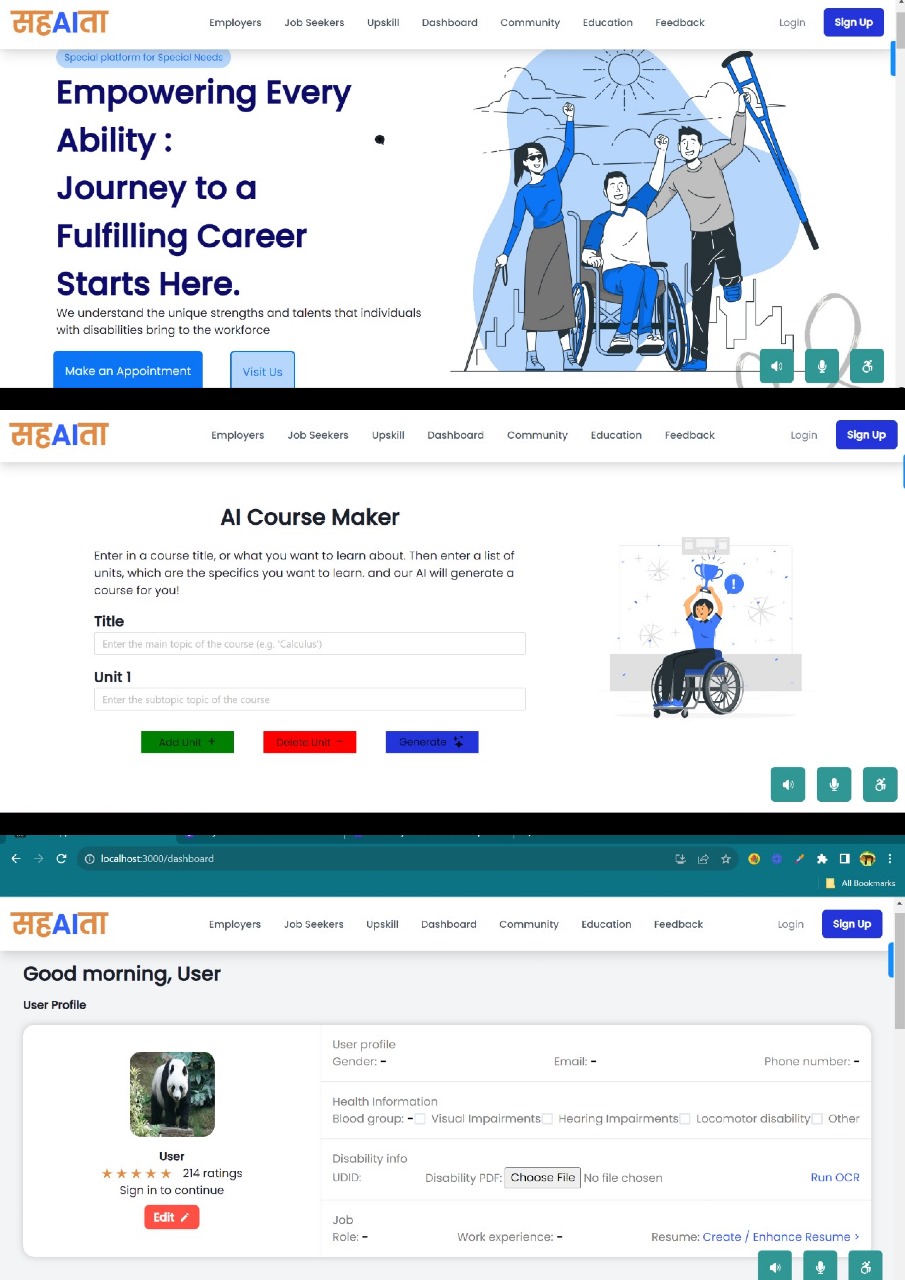 सहAIता Employers Job Seekers Upskill Dashboard Community Education Feedback Login Sign Up
Special platform for Special Needs
Empowering Every
Ability :
Journey to a
Fulfilling Career
Starts Here.
We understand the unique strengths and talents that individuals
with disabilities bring to the workforce
Make an Appointment Visit Us
सहAIता Employers Job Seekers Upskill Dashboard Community Education Feedback Login Sign Up
AI Course Maker
Enter in a course title, or what you want to learn about. Then enter a list of
units, which are the specifics you want to learn. and our AI will generate a
course for you!
Title
Enter the main topic of the course (e.g. 'Calculus')
Unit 1
Enter the subtopic topic of the course
Add Unit + Delete Unit − Generate
localhost:3000/dashboard
All Bookmarks
सहAIता Employers Job Seekers Upskill Dashboard Community Education Feedback Login Sign Up
Good morning, User
User Profile
User profile
Gender: - Email: - Phone number: -
Health Information
Blood group: - Visual Impairments Hearing Impairments Locomotor disability Other
User
214 ratings
Sign in to continue
Edit
Disability info
UDID: Disability PDF: Choose File No file chosen Run OCR
Job
Role: - Work experience: - Resume: Create / Enhance Resume >